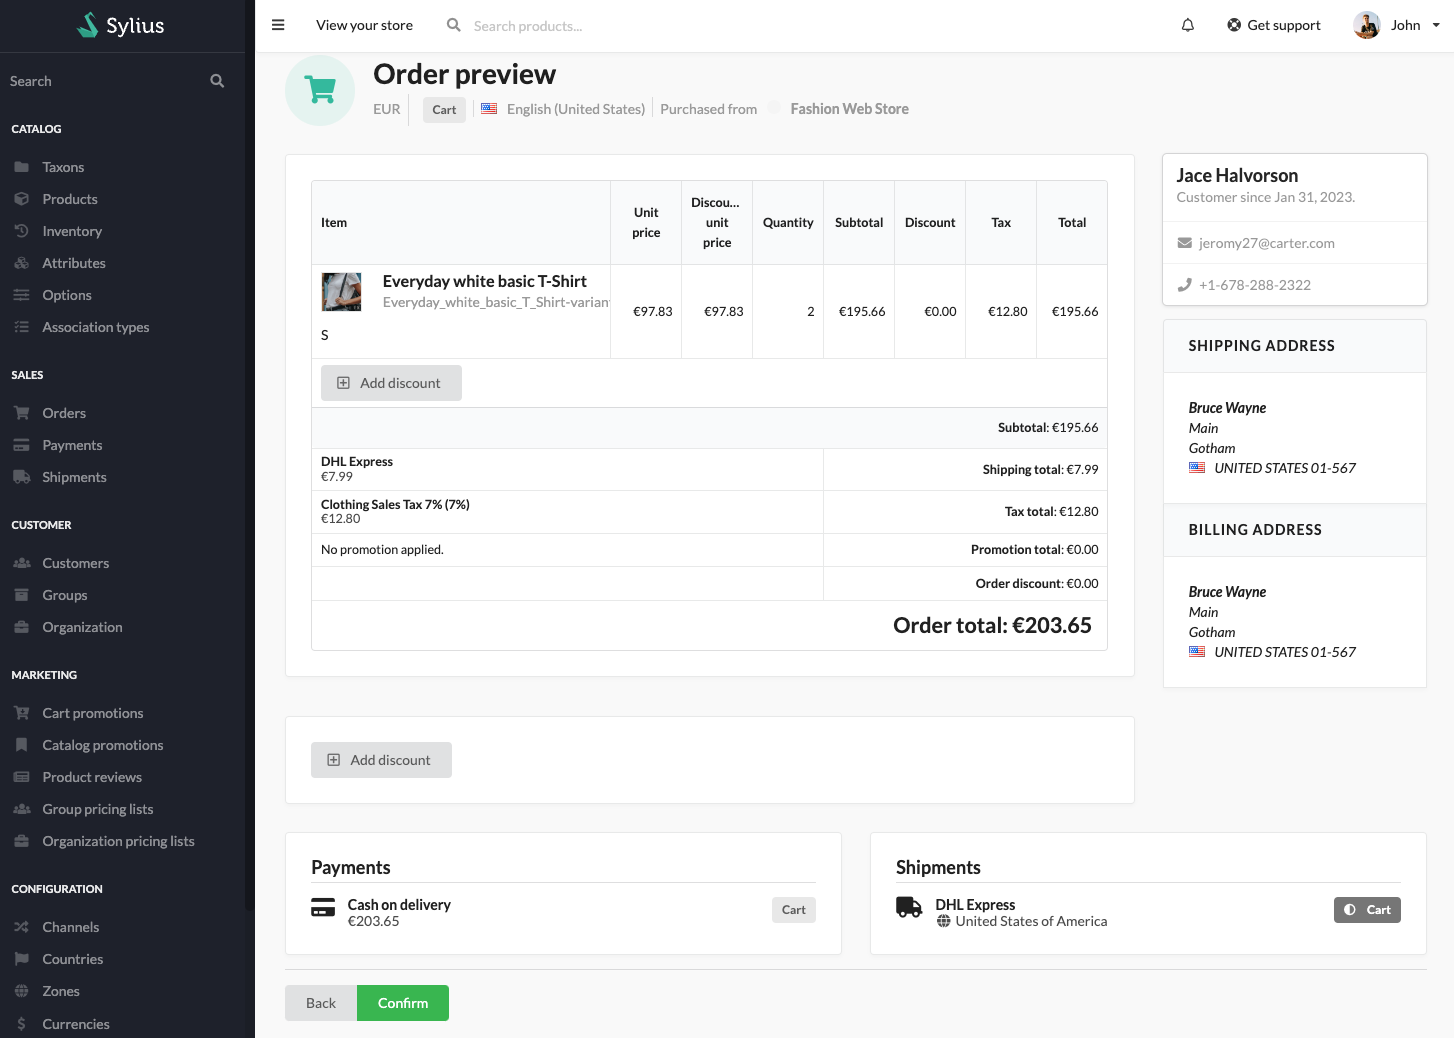 Sylius
View your store
Search products...
Get support
John
Search
CATALOG
Taxons
Products
Inventory
Attributes
Options
Association types
SALES
Orders
Payments
Shipments
CUSTOMER
Customers
Groups
Organization
MARKETING
Cart promotions
Catalog promotions
Product reviews
Group pricing lists
Organization pricing lists
CONFIGURATION
Channels
Countries
Zones
$ Currencies
Order preview
EUR Cart English (United States) Purchased from Fashion Web Store
Item
Unit price
Discou... unit price
Quantity
Subtotal
Discount
Tax
Total
Everyday white basic T-Shirt
Everyday_white_basic_T_Shirt-varian
S
€97.83 €97.83 2 €195.66 €0.00 €12.80 €195.66
Add discount
Subtotal: €195.66
DHL Express
€7.99
Shipping total: €7.99
Clothing Sales Tax 7% (7%)
€12.80
Tax total: €12.80
No promotion applied.
Promotion total: €0.00
Order discount: €0.00
Order total: €203.65
Jace Halvorson
Customer since Jan 31, 2023.
jeromy27@carter.com
+1-678-288-2322
SHIPPING ADDRESS
Bruce Wayne
Main
Gotham
UNITED STATES 01-567
BILLING ADDRESS
Bruce Wayne
Main
Gotham
UNITED STATES 01-567
Add discount
Payments
Cash on delivery
€203.65
Cart
Shipments
DHL Express
United States of America
Cart
Back
Confirm